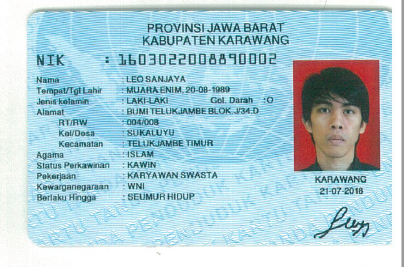 PROVINSI JAWA BARAT
KABUPATEN KARAWANG
NIK : 1603022008890002
Nama : LEO SANJAYA
Tempat/Tgl Lahir : MUARA ENIM, 20-08-1989
Jenis kelamin : LAKI-LAKI Gol. Darah :O
Alamat : BUMI TELUKJAMBE BLOK.J/34.D
RT/RW : 004/008
Kel/Desa : SUKALUYU
Kecamatan : TELUKJAMBE TIMUR
Agama : ISLAM
Status Perkawinan : KAWIN
Pekerjaan : KARYAWAN SWASTA
Kewarganegaraan : WNI
Berlaku Hingga : SEUMUR HIDUP
KARAWANG
21-07-2018